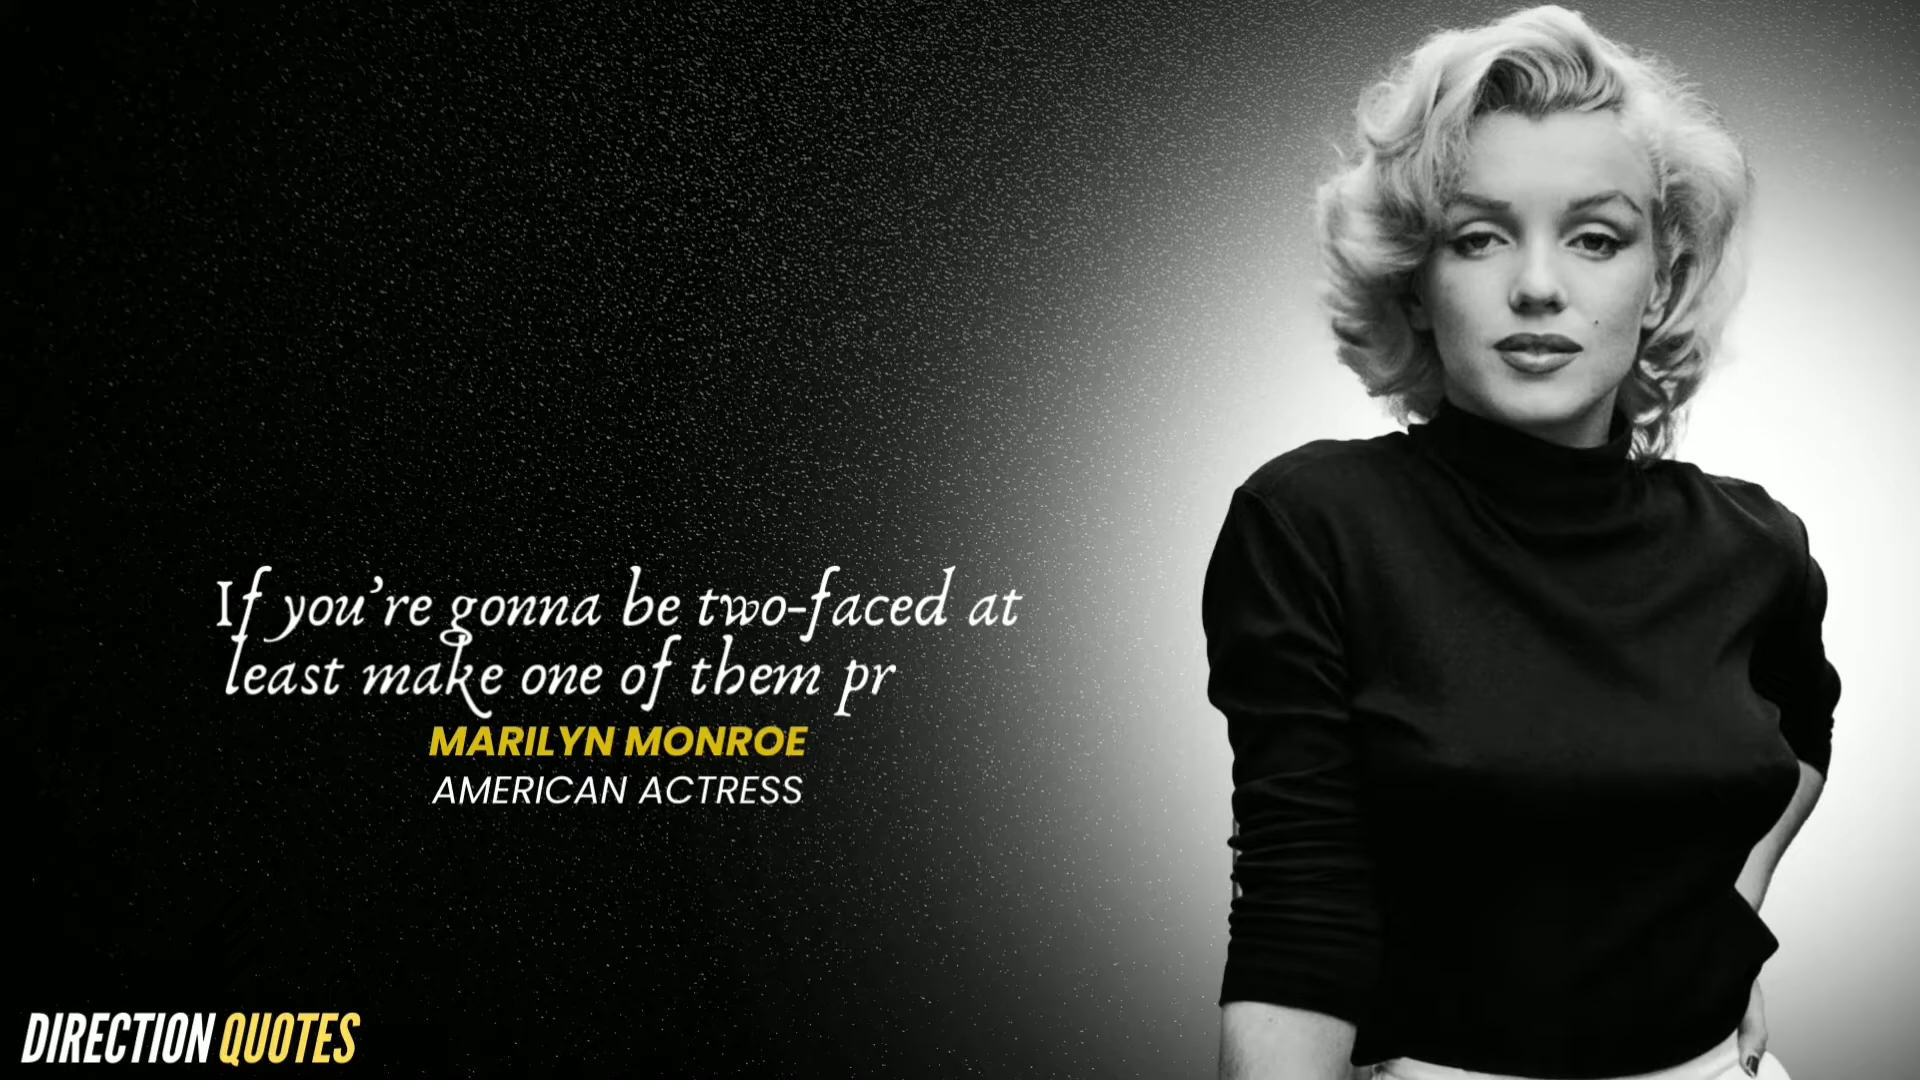 If you’re gonna be two-faced at
least make one of them pr
MARILYN MONROE
AMERICAN ACTRESS
DIRECTION QUOTES